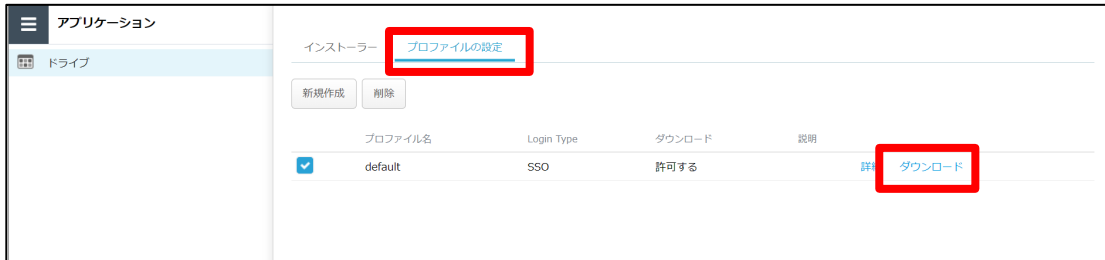 アプリケーション
ドライブ
インストーラー プロファイルの設定
新規作成 削除
プロファイル名 Login Type ダウンロード 説明
default SSO 許可する 詳細 ダウンロード